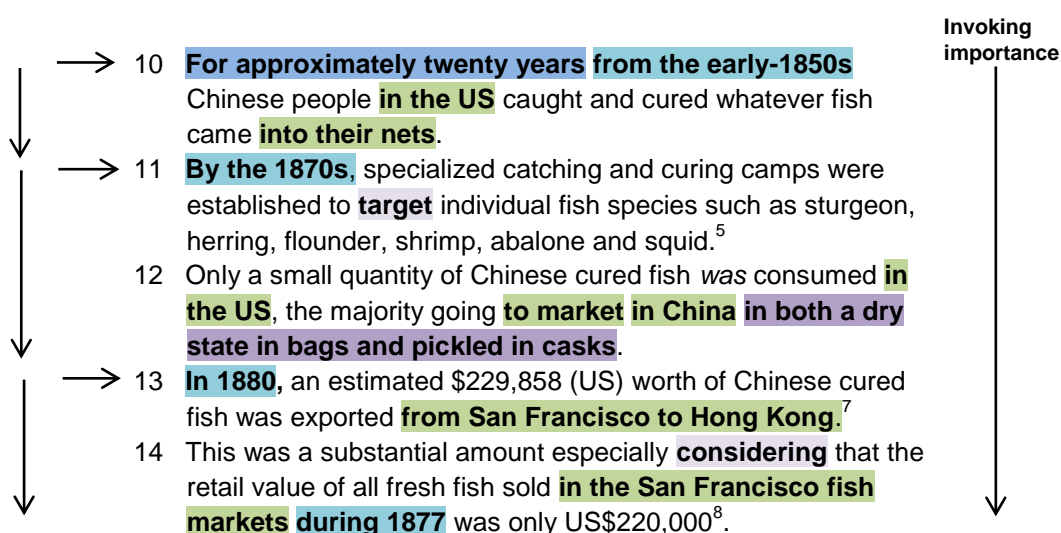 Invoking
importance
10 For approximately twenty years from the early-1850s
Chinese people in the US caught and cured whatever fish
came into their nets.
11 By the 1870s, specialized catching and curing camps were
established to target individual fish species such as sturgeon,
herring, flounder, shrimp, abalone and squid.5
12 Only a small quantity of Chinese cured fish was consumed in
the US, the majority going to market in China in both a dry
state in bags and pickled in casks.
13 In 1880, an estimated $229,858 (US) worth of Chinese cured
fish was exported from San Francisco to Hong Kong.7
14 This was a substantial amount especially considering that the
retail value of all fresh fish sold in the San Francisco fish
markets during 1877 was only US$220,0008.